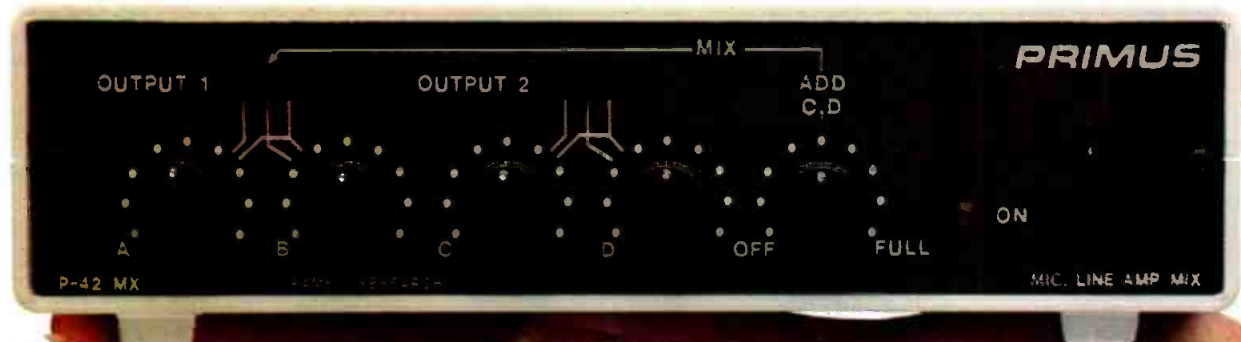 MIX
PRIMUS
OUTPUT 1
OUTPUT 2
ADD
C,D
ON
A
B
C
D
OFF
FULL
P-42 MX
MIC, LINE AMP MIX